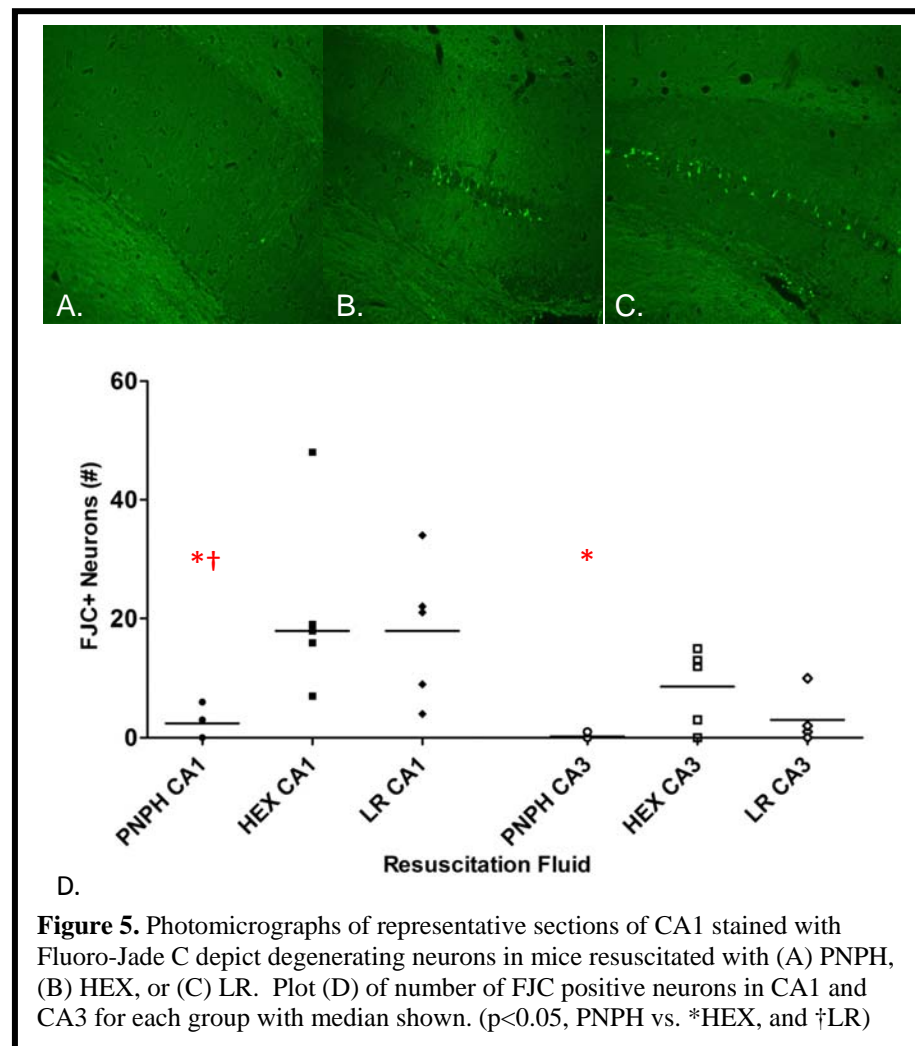 A.
B.
C.
60
40
20
0
FJC+ Neurons (#)
*†
*
PNPH CA1
HEX CA1
LR CA1
PNPH CA3
HEX CA3
LR CA3
Resuscitation Fluid
D.
Figure 5. Photomicrographs of representative sections of CA1 stained with
Fluoro-Jade C depict degenerating neurons in mice resuscitated with (A) PNPH,
(B) HEX, or (C) LR. Plot (D) of number of FJC positive neurons in CA1 and
CA3 for each group with median shown. (p<0.05, PNPH vs. *HEX, and †LR)